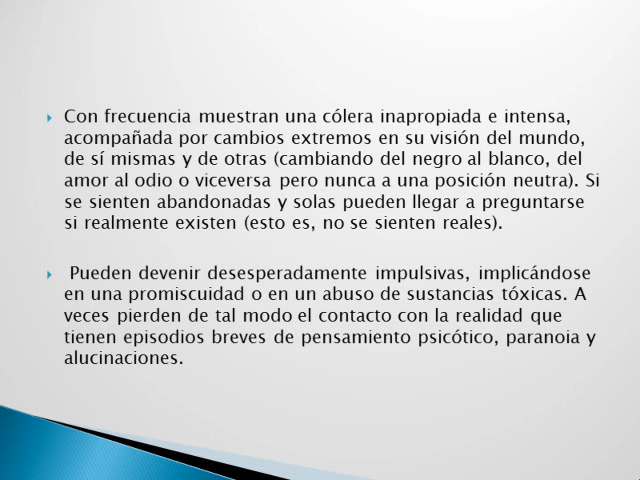 Con frecuencia muestran una cólera inapropiada e intensa,
acompañada por cambios extremos en su visión del mundo,
de sí mismas y de otras (cambiando del negro al blanco, del
amor al odio o viceversa pero nunca a una posición neutra). Si
se sienten abandonadas y solas pueden llegar a preguntarse
si realmente existen (esto es, no se sienten reales).
Pueden devenir desesperadamente impulsivas, implicándose
en una promiscuidad o en un abuso de sustancias tóxicas. A
veces pierden de tal modo el contacto con la realidad que
tienen episodios breves de pensamiento psicótico, paranoia y
alucinaciones.